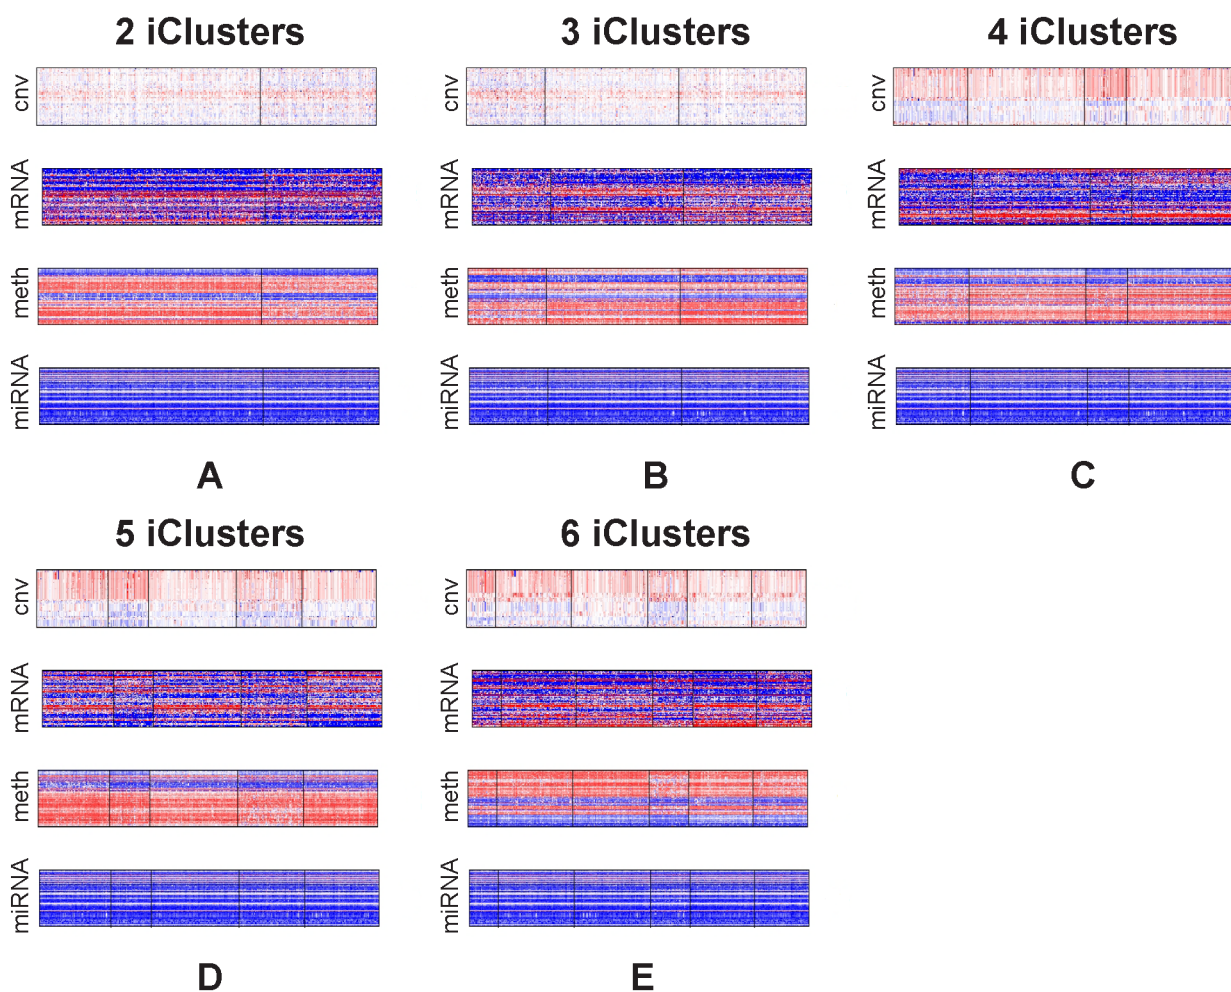 2 iClusters
3 iClusters
4 iClusters
cnv
cnv
cnv
mRNA
mRNA
mRNA
meth
meth
meth
miRNA
miRNA
miRNA
A
B
C
5 iClusters
6 iClusters
cnv
cnv
mRNA
mRNA
meth
meth
miRNA
miRNA
D
E